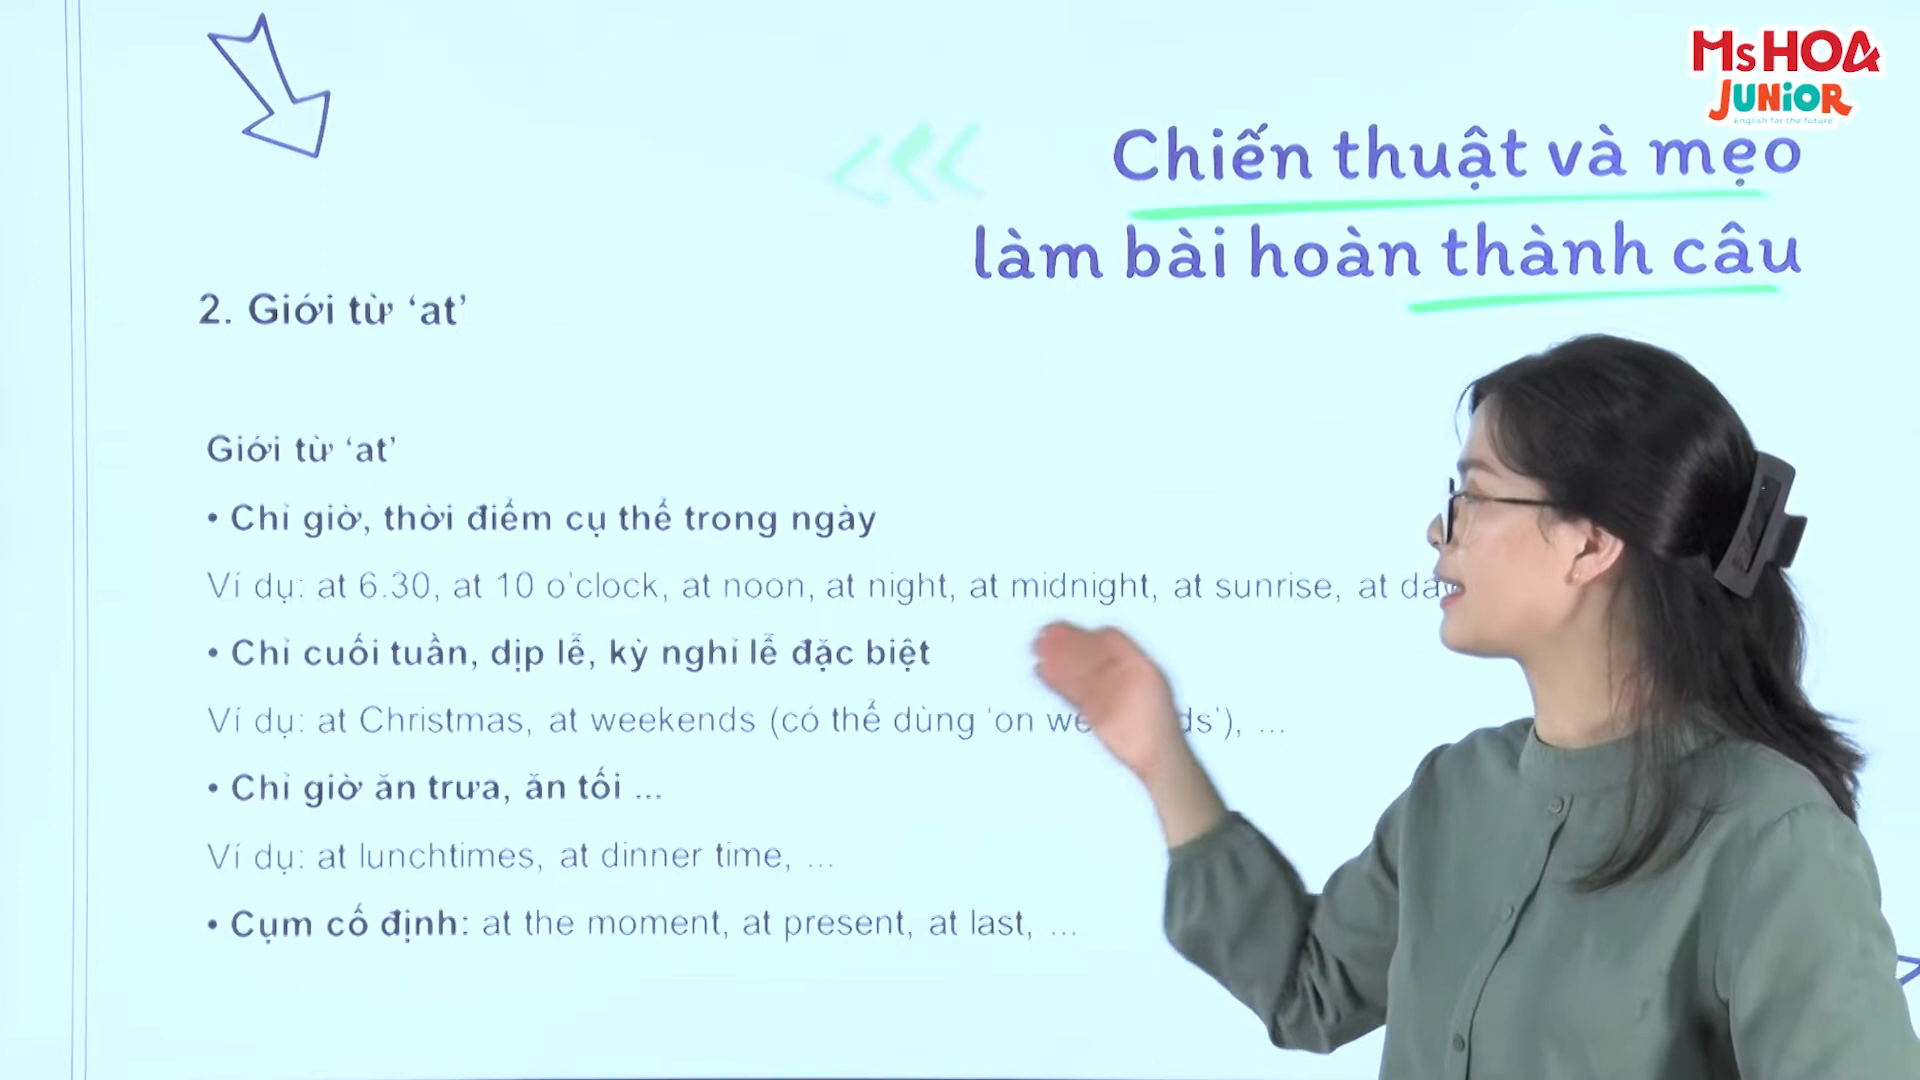 Ms HOA
JUNiOR
English for the future
Chiến thuật và mẹo
làm bài hoàn thành câu
2. Giới từ ‘at’
Giới từ ‘at’
• Chỉ giờ, thời điểm cụ thể trong ngày
Ví dụ: at 6.30, at 10 o’clock, at noon, at night, at midnight, at sunrise, at
• Chỉ cuối tuần, dịp lễ, kỳ nghỉ lễ đặc biệt
Ví dụ: at Christmas, at weekends (có thể dùng ‘on ’), ...
• Chỉ giờ ăn trưa, ăn tối ...
Ví dụ: at lunchtimes, at dinner time, ...
• Cụm cố định: at the moment, at present, at last, ...